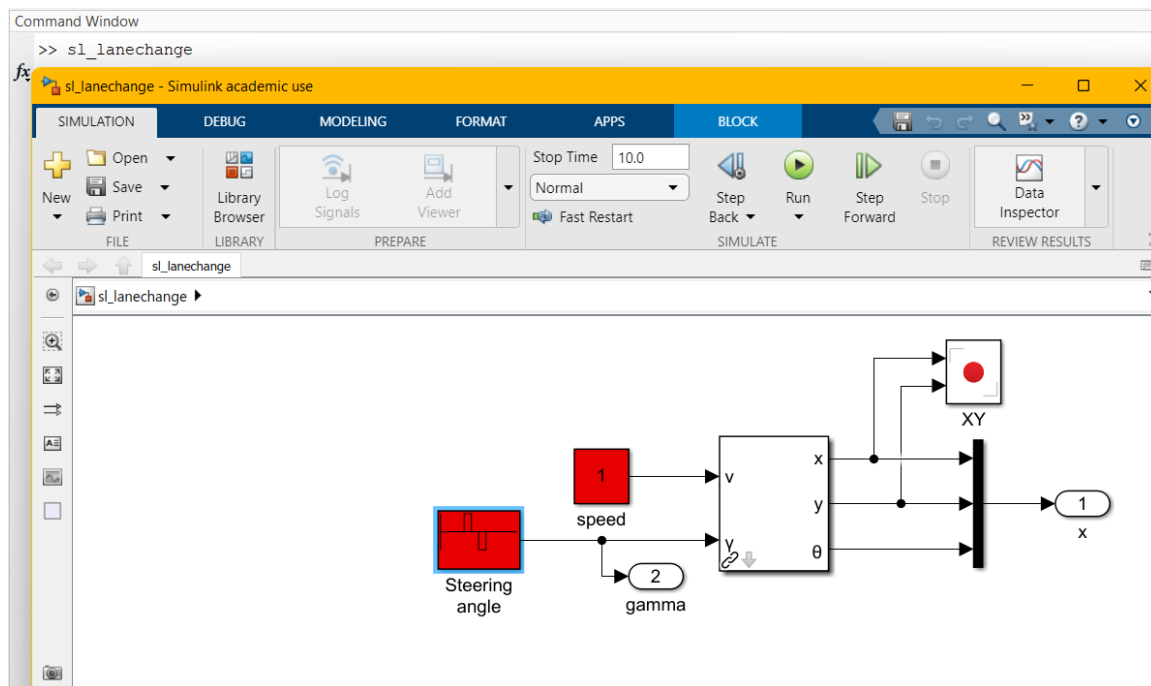 Command Window
>> sl_lanechange
fx
sl_lanechange - Simulink academic use
SIMULATION DEBUG MODELING FORMAT APPS BLOCK
New
Open
Save
Print
FILE
Library
Browser
LIBRARY
Log
Signals
Add
Viewer
PREPARE
Stop Time 10.0
Normal
Fast Restart
Step
Back
Run
Step
Forward
Stop
SIMULATE
Data
Inspector
REVIEW RESULTS
sl_lanechange
sl_lanechange
XY
1
speed
v
γ
x
y
θ
1
x
Steering
angle
2
gamma